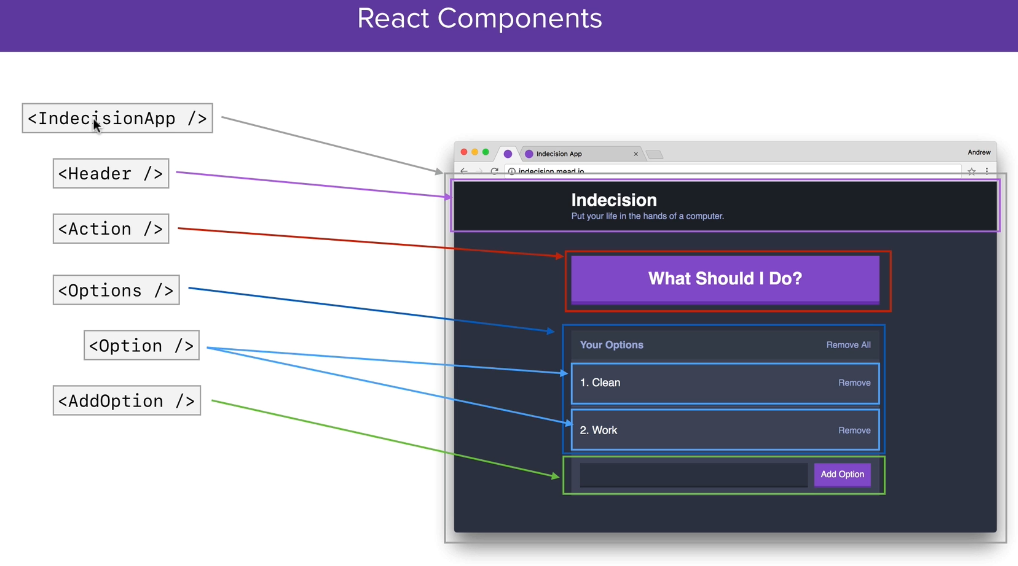 React Components
<IndecisionApp />
<Header />
<Action />
<Options />
<Option />
<AddOption />
Indecision App
Andrew
indecision.mead.io
Indecision
Put your life in the hands of a computer.
What Should I Do?
Your Options Remove All
1. Clean Remove
2. Work Remove
Add Option